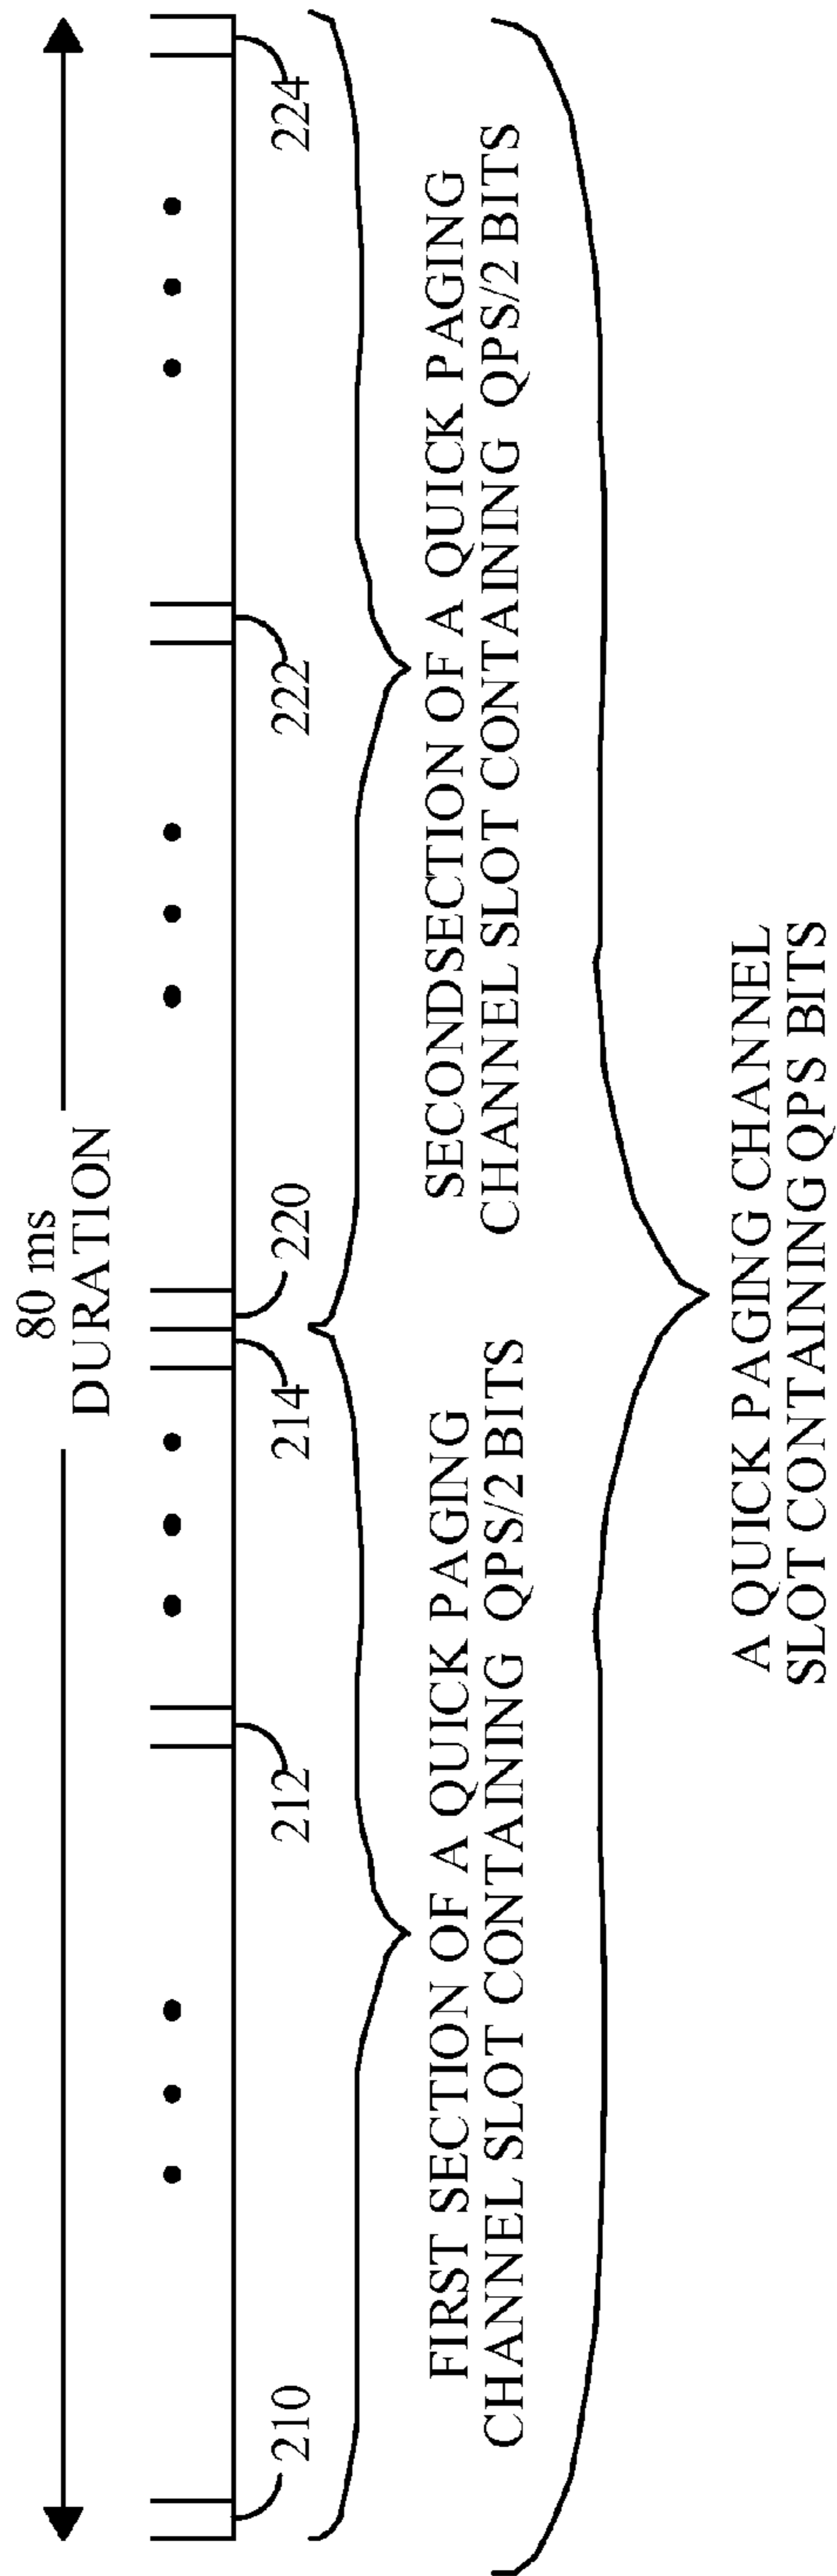 80 ms
DURATION
210
212
214
220
222
224
FIRST SECTION OF A QUICK PAGING
CHANNEL SLOT CONTAINING QPS/2 BITS
SECONDSECTION OF A QUICK PAGING
CHANNEL SLOT CONTAINING QPS/2 BITS
A QUICK PAGING CHANNEL
SLOT CONTAINING QPS BITS